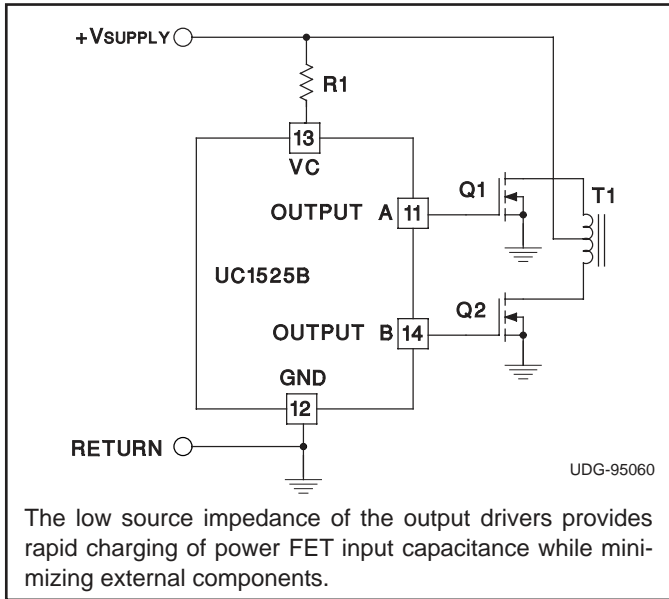 +VSUPPLY
R1
13
VC
OUTPUT A 11
Q1
T1
UC1525B
OUTPUT B 14
Q2
GND
12
RETURN
UDG-95060
The low source impedance of the output drivers provides
rapid charging of power FET input capacitance while mini-
mizing external components.